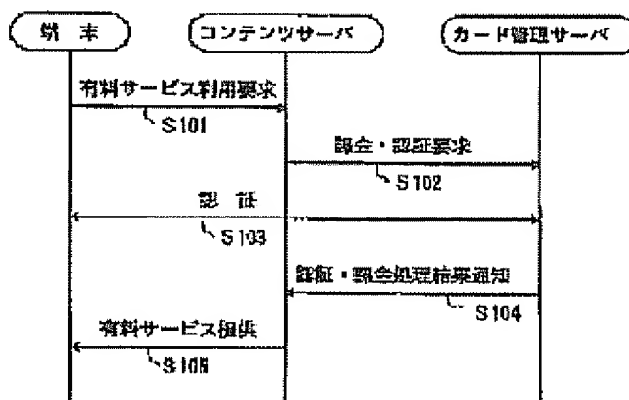 端 末
コンテンツサーバ
カード管理サーバ
有料サービス利用要求
S101
課金・認証要求
S102
認 証
S103
認証・課金処理結果通知
S104
有料サービス提供
S105